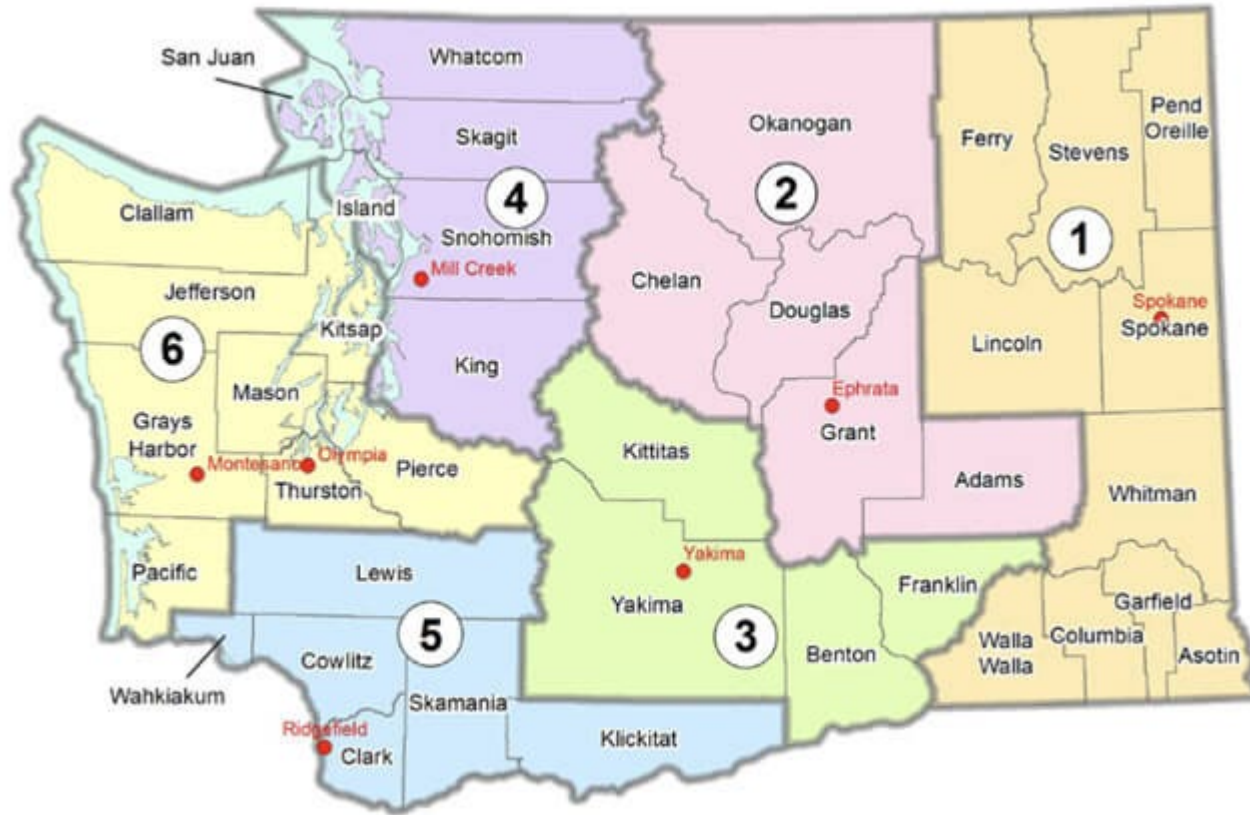 San Juan
Whatcom
Skagit
Island
4
Snohomish
Mill Creek
King
Okanogan
2
Chelan
Douglas
Ephrata
Grant
Adams
Ferry
Stevens
Pend
Oreille
1
Lincoln
Spokane
Spokane
Whitman
Garfield
Columbia
Walla
Walla
Asotin
Clallam
Jefferson
Kitsap
6
Mason
Grays
Harbor
Montesano
Olympia
Thurston
Pierce
Pacific
Kittitas
Yakima
Yakima
3
Benton
Franklin
Lewis
5
Cowlitz
Wahkiakum
Skamania
Ridgefield
Clark
Klickitat